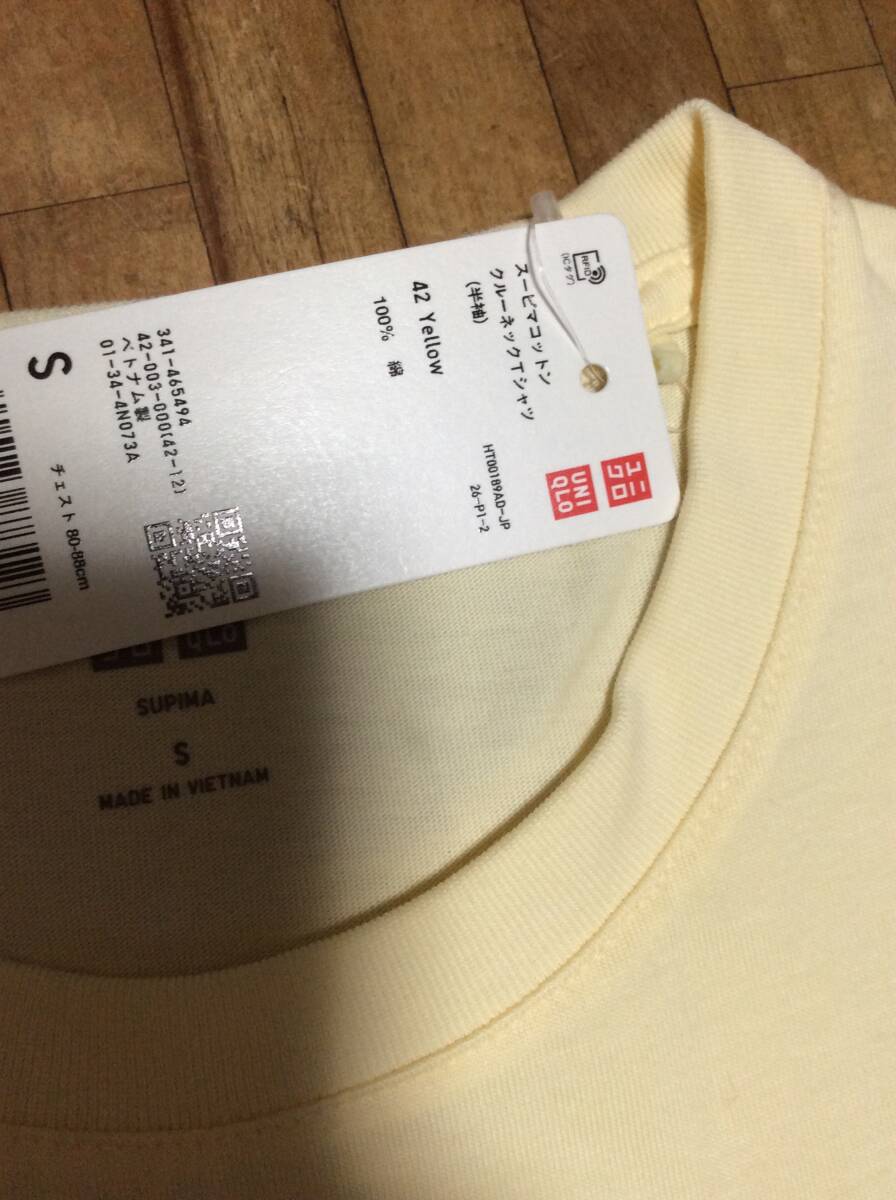 RFID
(ICタグ)
スーピマコットン
クルーネックTシャツ
(半袖)
ユニクロ
UNI
QLO
HT00189AD-JP
26-P1-2
42 Yellow
100% 綿
341-465494
42-003-000(42-12)
ベトナム製
01-34-4N073A
S
チェスト 80-88cm
SUPIMA
S
MADE IN VIETNAM